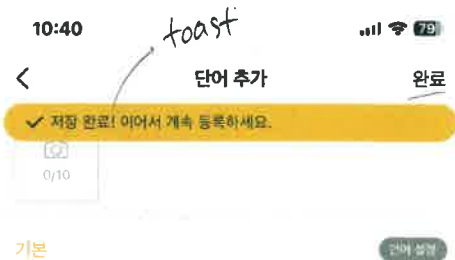 10:40
toast
79
단어 추가
완료
✓ 저장 완료! 이어서 계속 등록하세요.
0/10
기본
단어 설정